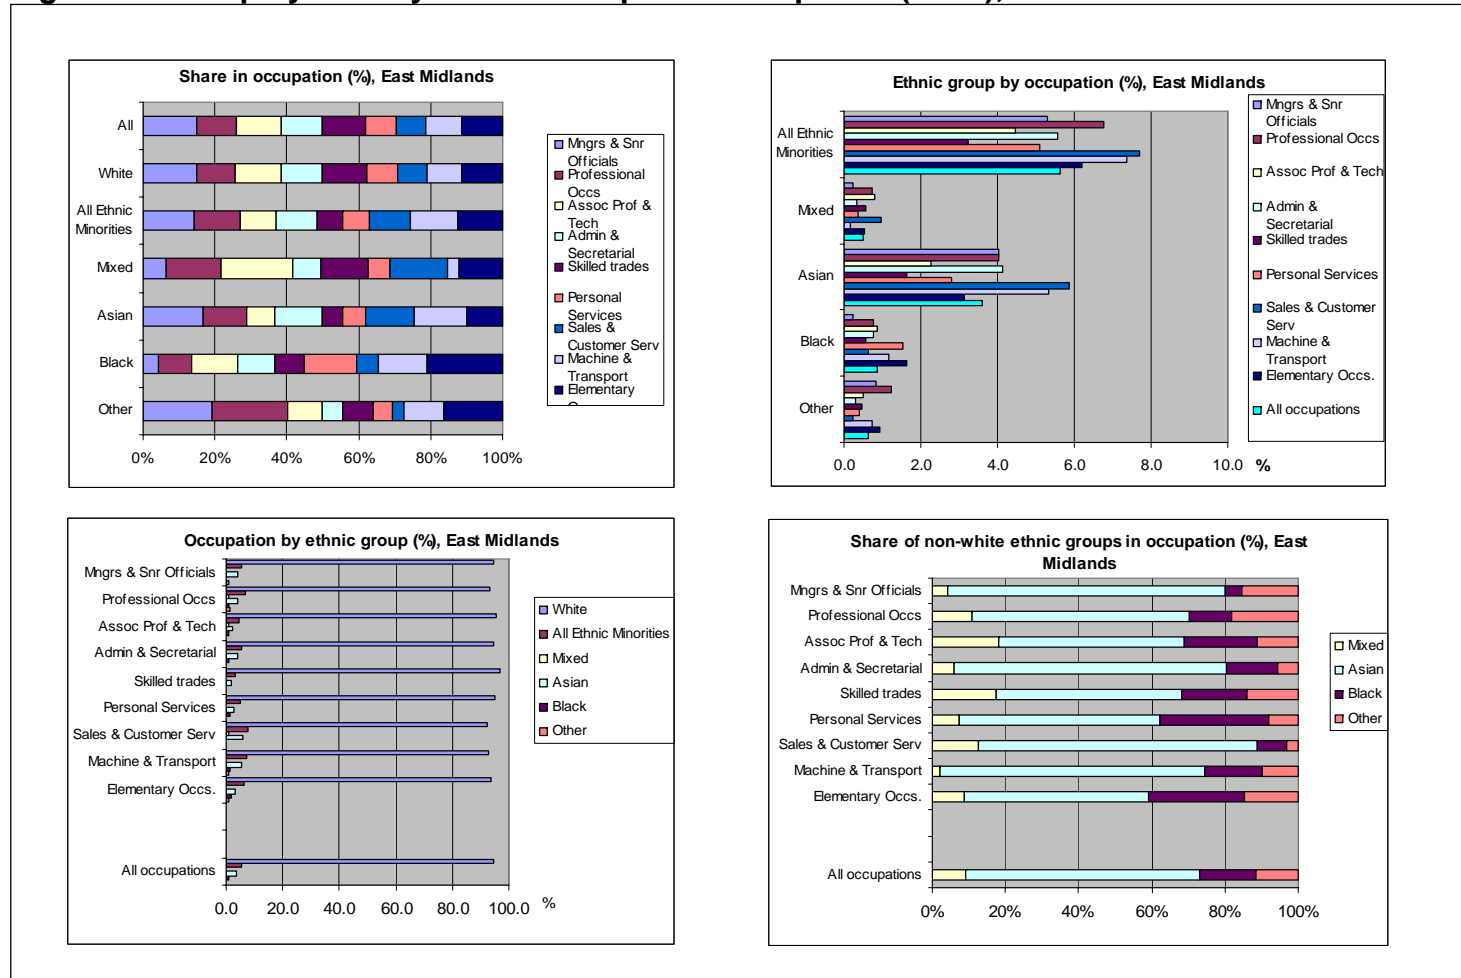 Share in occupation (%), East Midlands
All
White
All Ethnic
Minorities
Mixed
Asian
Black
Other
0% 20% 40% 60% 80% 100%
Mngrs & Snr
Officials
Professional
Occs
Assoc Prof &
Tech
Admin &
Secretarial
Skilled trades
Personal
Services
Sales &
Customer Serv
Machine &
Transport
Elementary
Ethnic group by occupation (%), East Midlands
All Ethnic
Minorities
Mixed
Asian
Black
Other
0.0 2.0 4.0 6.0 8.0 10.0 %
Mngrs & Snr
Officials
Professional Occs
Assoc Prof & Tech
Admin &
Secretarial
Skilled trades
Personal Services
Sales & Customer
Serv
Machine &
Transport
Elementary Occs.
All occupations
Occupation by ethnic group (%), East Midlands
Mngrs & Snr Officials
Professional Occs
Assoc Prof & Tech
Admin & Secretarial
Skilled trades
Personal Services
Sales & Customer Serv
Machine & Transport
Elementary Occs.
All occupations
0.0 20.0 40.0 60.0 80.0 100.0 %
White
All Ethnic Minorities
Mixed
Asian
Black
Other
Share of non-white ethnic groups in occupation (%), East
Midlands
Mngrs & Snr Officials
Professional Occs
Assoc Prof & Tech
Admin & Secretarial
Skilled trades
Personal Services
Sales & Customer Serv
Machine & Transport
Elementary Occs.
All occupations
0% 20% 40% 60% 80% 100%
Mixed
Asian
Black
Other